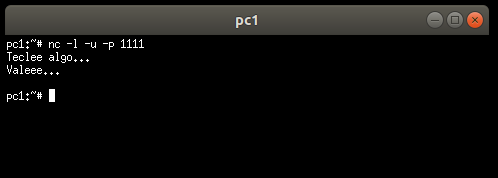 pc1
pc1:~# nc -l -u -p 1111
Teclee algo...
Valeee...
pc1:~#